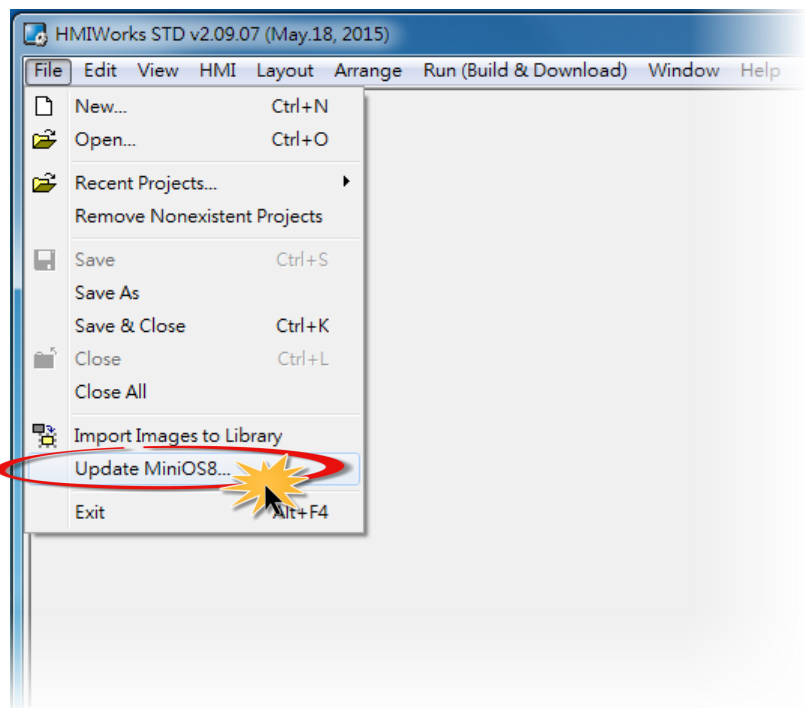 HMIWorks STD v2.09.07 (May.18, 2015)
File Edit View HMI Layout Arrange Run (Build & Download) Window Help
New... Ctrl+N
Open... Ctrl+O
Recent Projects...
Remove Nonexistent Projects
Save Ctrl+S
Save As
Save & Close Ctrl+K
Close Ctrl+L
Close All
Import Images to Library
Update MiniOS8...
Exit Alt+F4